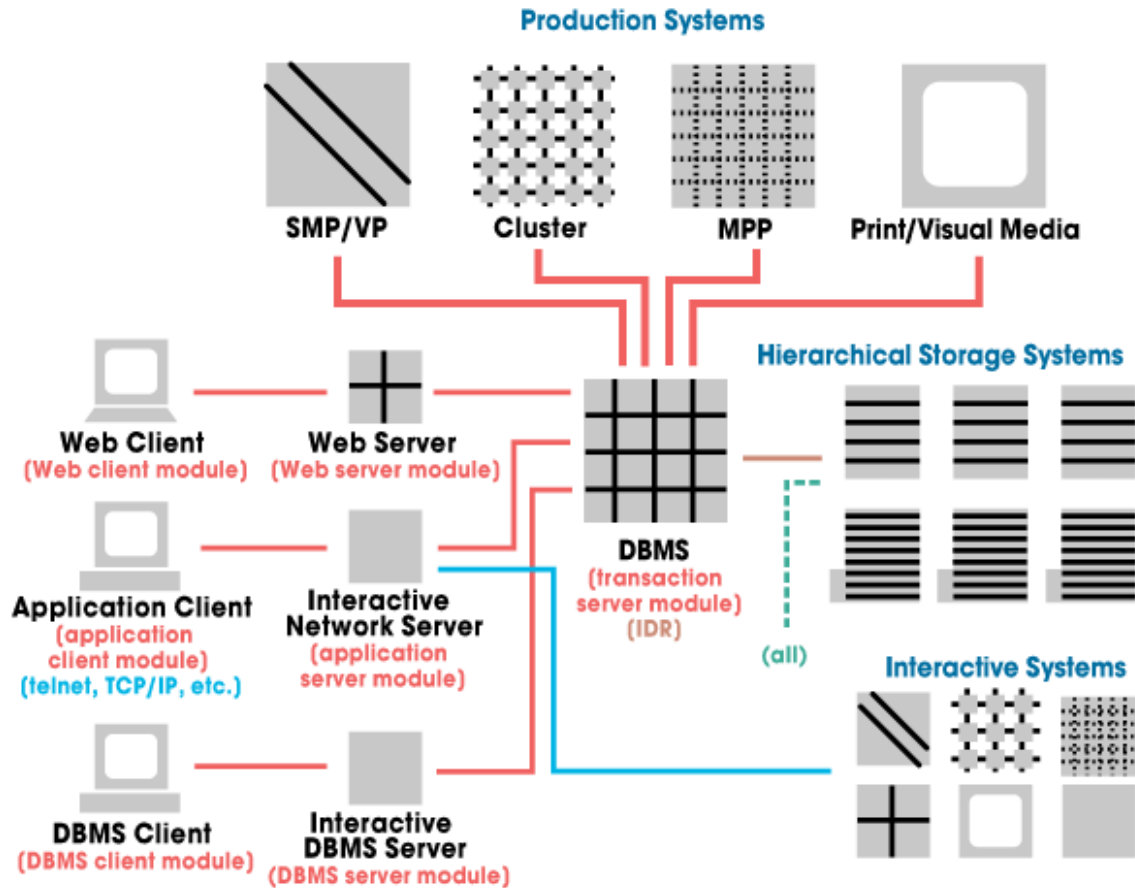 Production Systems
SMP/VP
Cluster
MPP
Print/Visual Media
Hierarchical Storage Systems
Web Client
(Web client module)
Web Server
(Web server module)
DBMS
(transaction
server module)
(IDR)
(all)
Application Client
(application
client module)
(telnet, TCP/IP, etc.)
Interactive
Network Server
(application
server module)
Interactive Systems
DBMS Client
(DBMS client module)
Interactive
DBMS Server
(DBMS server module)